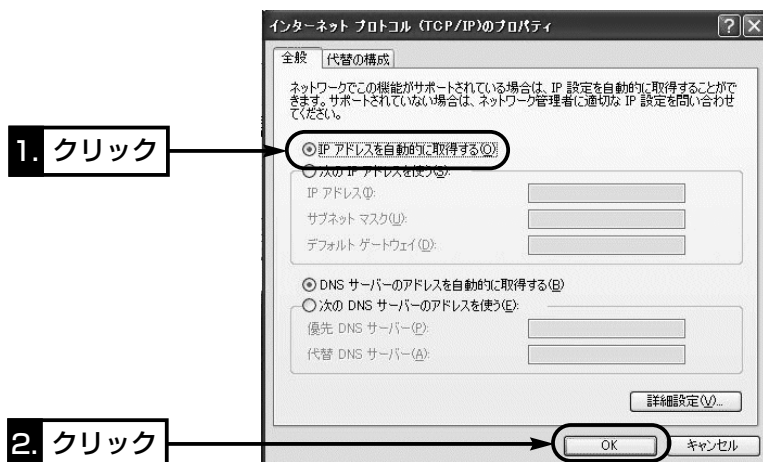 インターネット プロトコル (TCP/IP)のプロパティ
全般
代替の構成
ネットワークでこの機能がサポートされている場合は、IP 設定を自動的に取得することがで
きます。サポートされていない場合は、ネットワーク管理者に適切な IP 設定を問い合わせ
てください。
1. クリック
IP アドレスを自動的に取得する(O)
次の IP アドレスを使う(S):
IP アドレス(I):
サブネット マスク(U):
デフォルト ゲートウェイ(D):
DNS サーバーのアドレスを自動的に取得する(B)
次の DNS サーバーのアドレスを使う(E):
優先 DNS サーバー(P):
代替 DNS サーバー(A):
詳細設定(V)...
2. クリック
OK
キャンセル